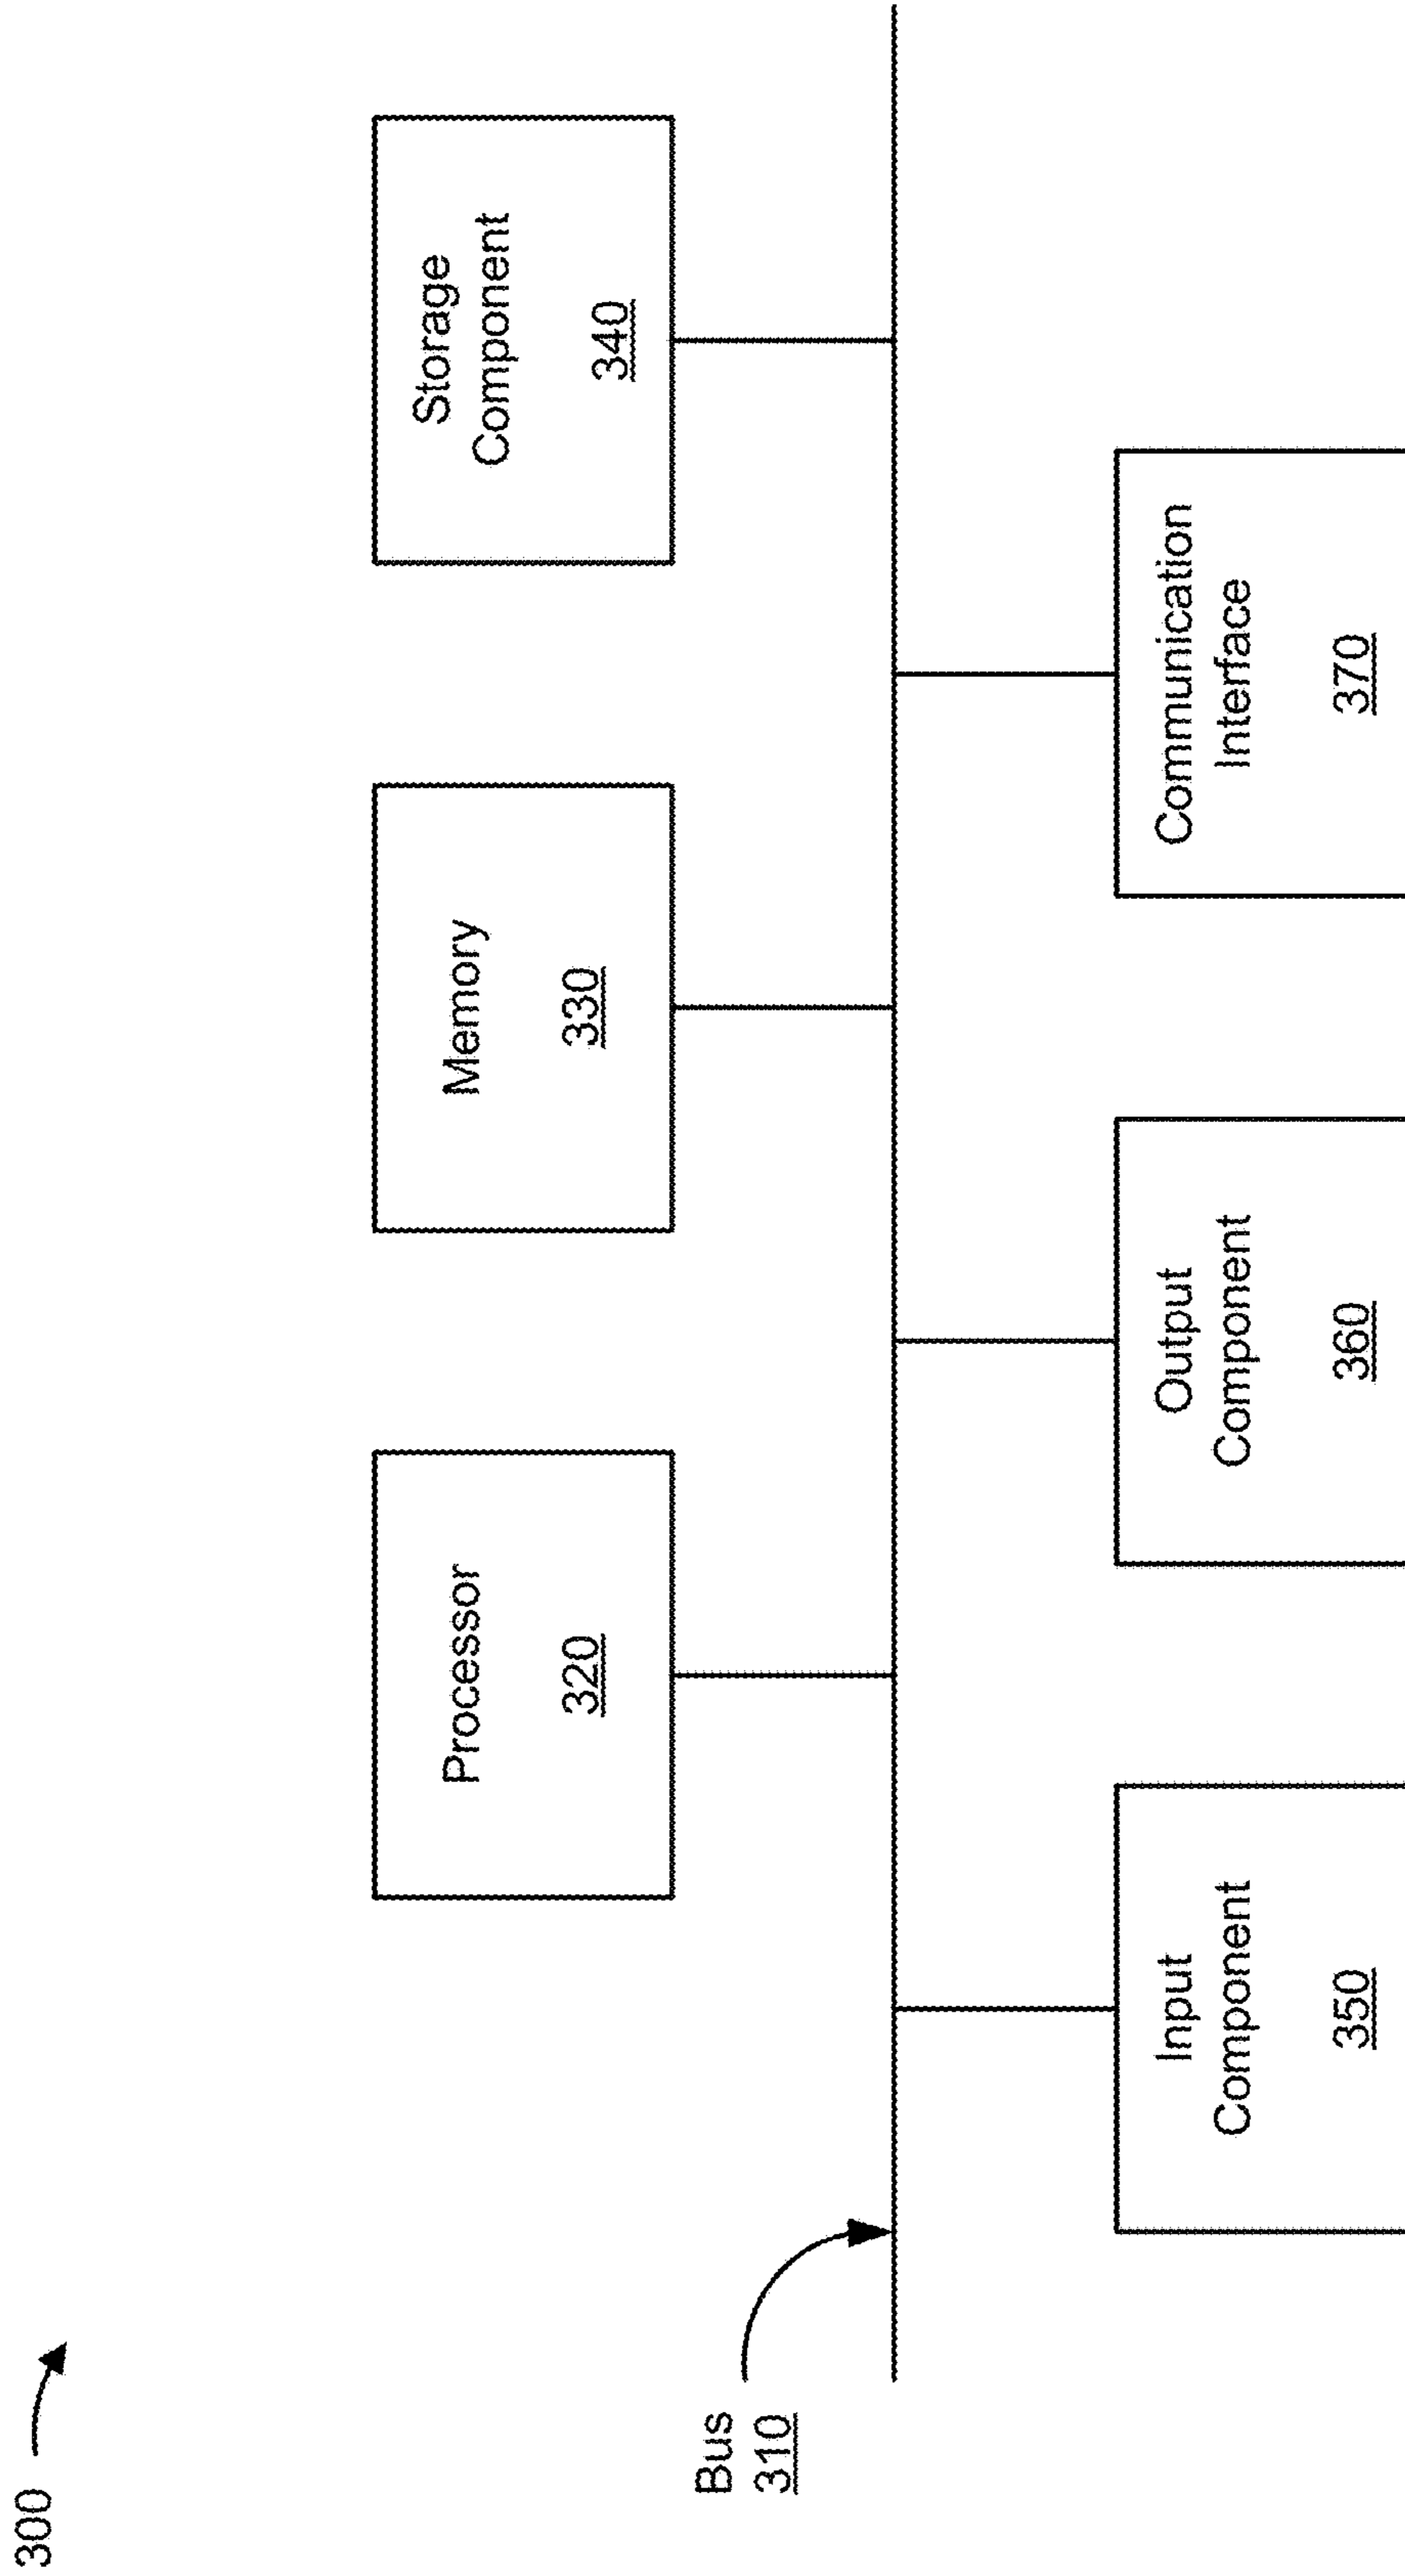 300
Processor
320
Memory
330
Storage
Component
340
Bus
310
Input
Component
350
Output
Component
360
Communication
Interface
370